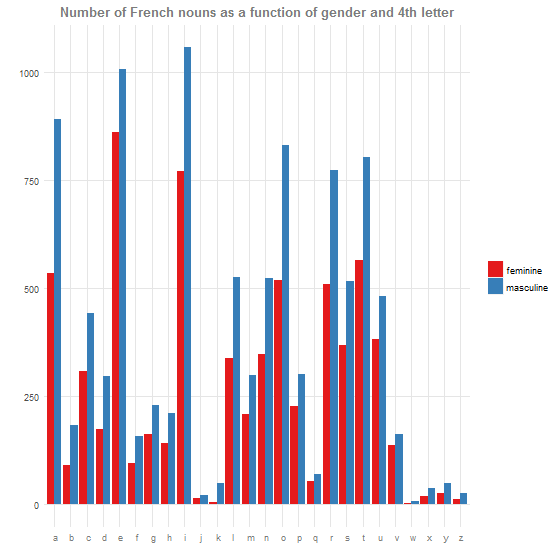 Number of French nouns as a function of gender and 4th letter
1000
750
500
250
0
feminine
masculine
a b c d e f g h i j k l m n o p q r s t u v w x y z